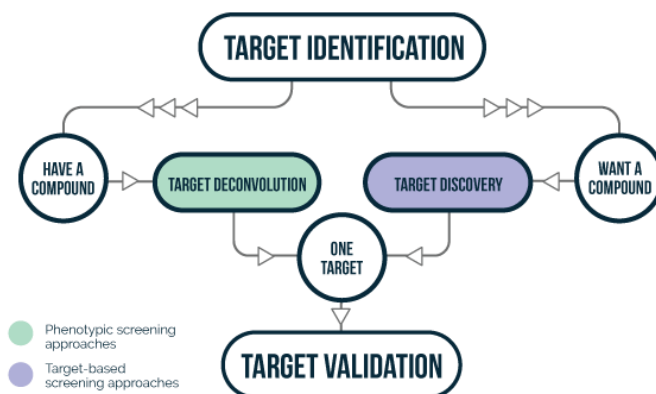 TARGET IDENTIFICATION
HAVE A
COMPOUND
TARGET DECONVOLUTION
TARGET DISCOVERY
WANT A
COMPOUND
ONE
TARGET
Phenotypic screening
approaches
Target-based
screening approaches
TARGET VALIDATION